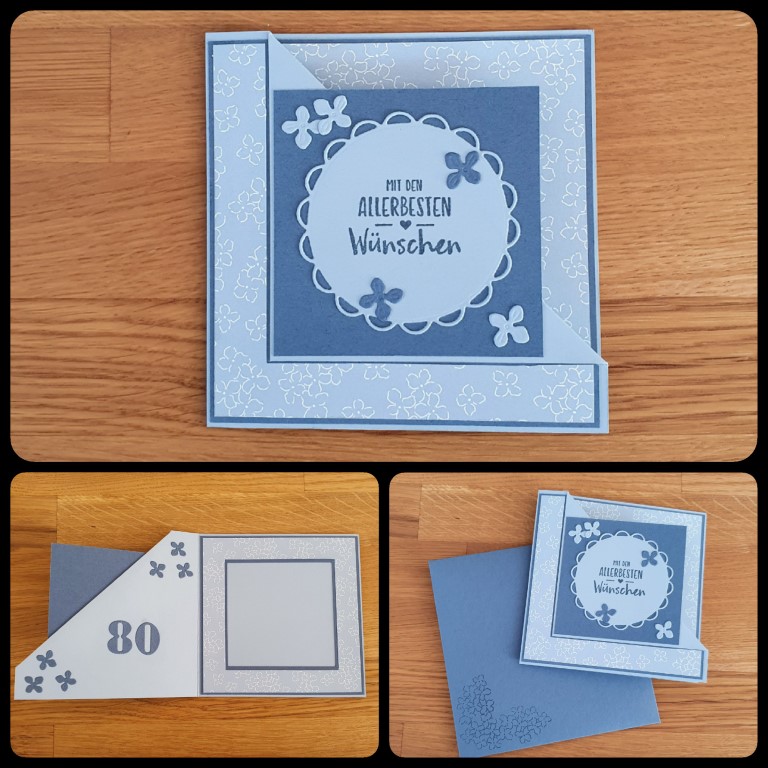 MIT DEN
ALLERBESTEN
Wünschen
80
MIT DEN
ALLERBESTEN
Wünschen